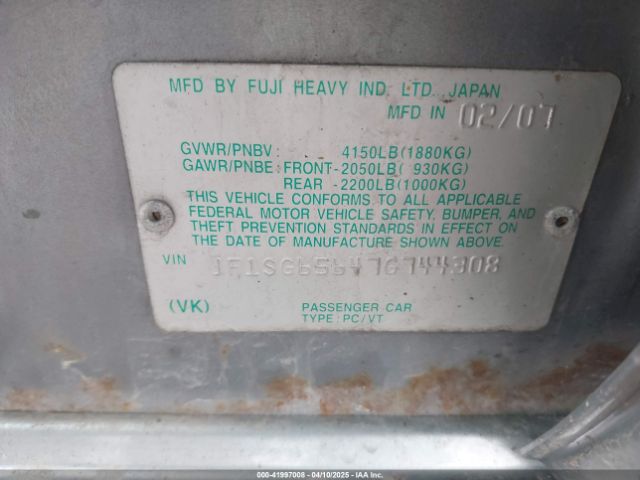 MFD BY FUJI HEAVY IND. LTD. JAPAN
MFD IN 02/07
GVWR/PNBV : 4150LB(1880KG)
GAWR/PNBE:FRONT-2050LB( 930KG)
REAR -2200LB(1000KG)
THIS VEHICLE CONFORMS TO ALL APPLICABLE
FEDERAL MOTOR VEHICLE SAFETY, BUMPER, AND
THEFT PREVENTION STANDARDS IN EFFECT ON
THE DATE OF MANUFACTURE SHOWN ABOVE.
VIN JF1SG65647G744308
(VK) PASSENGER CAR
TYPE:PC/VT
000-41997008 - 04/10/2025 - IAA Inc.